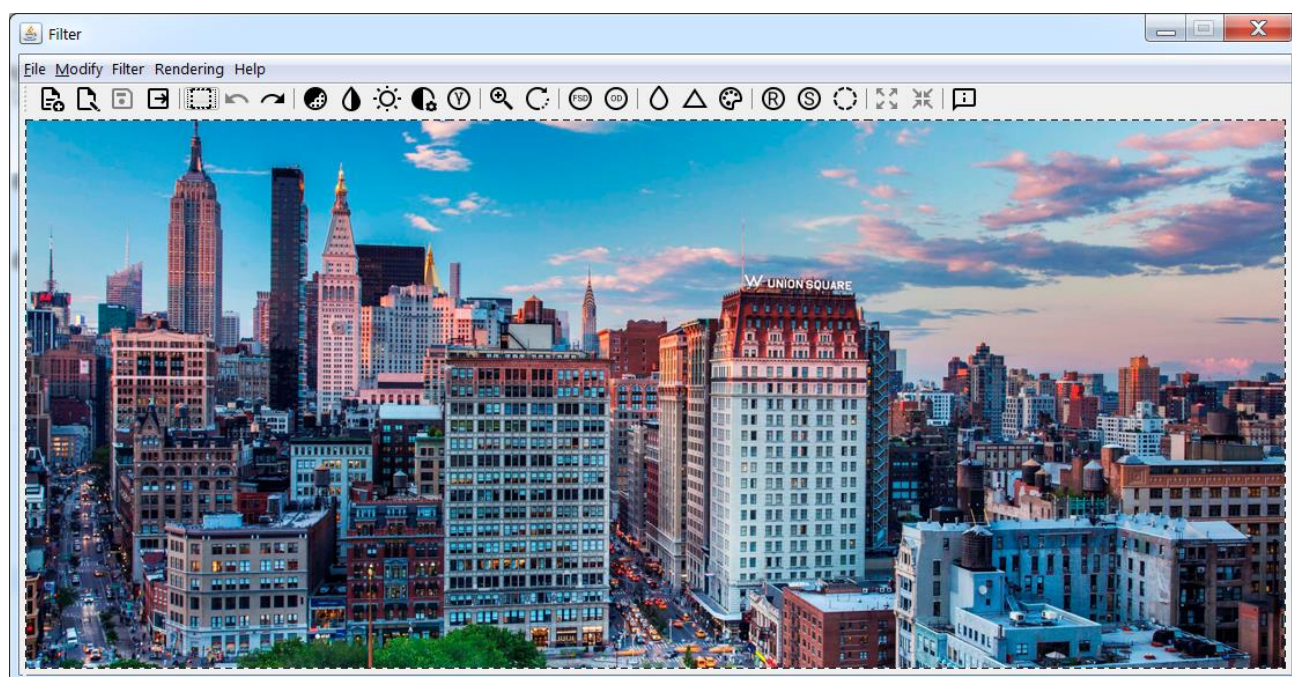 Filter
File Modify Filter Rendering Help
Y FSD OD R S
W UNION SQUARE